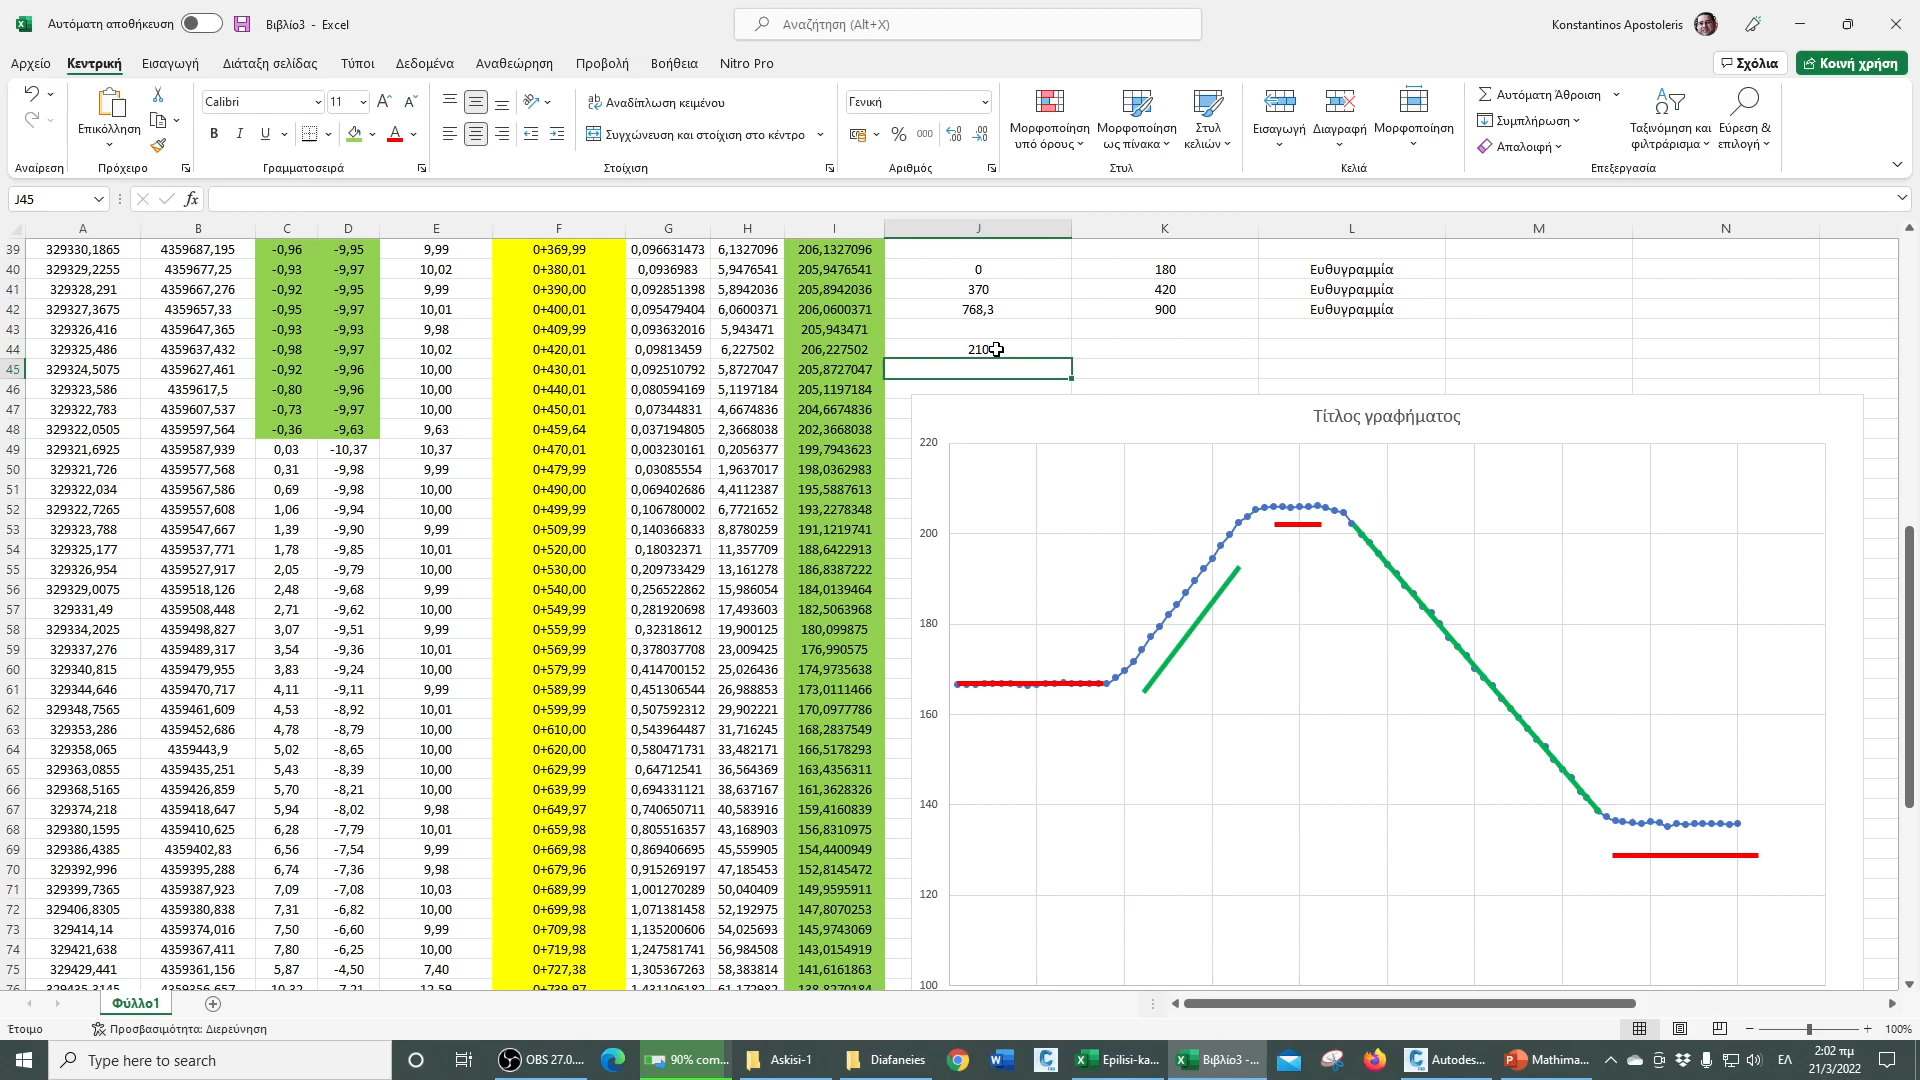 Αυτόματη αποθήκευση Βιβλίο3 - Excel Αναζήτηση (Alt+X) Konstantinos Apostoleris
Αρχείο Κεντρική Εισαγωγή Διάταξη σελίδας Τύποι Δεδομένα Αναθεώρηση Προβολή Βοήθεια Nitro Pro Σχόλια Κοινή χρήση
Επικόλληση Calibri 11 Αναδίπλωση κειμένου Γενική Μορφοποίηση υπό όρους Μορφοποίηση ως πίνακα Στυλ κελιών Εισαγωγή Διαγραφή Μορφοποίηση Αυτόματη Άθροιση Ταξινόμηση και φιλτράρισμα Εύρεση & επιλογή
B I U Συγχώνευση και στοίχιση στο κέντρο % 000 Συμπλήρωση
Απαλοιφή
Αναίρεση Πρόχειρο Γραμματοσειρά Στοίχιση Αριθμός Στυλ Κελιά Επεξεργασία
J45 fx
A B C D E F G H I J K L M N
39 329330,1865 4359687,195 -0,96 -9,95 9,99 0+369,99 0,096631473 6,1327096 206,1327096
40 329329,2255 4359677,25 -0,93 -9,97 10,02 0+380,01 0,0936983 5,9476541 205,9476541 0 180 Ευθυγραμμία
41 329328,291 4359667,276 -0,92 -9,95 9,99 0+390,00 0,092851398 5,8942036 205,8942036 370 420 Ευθυγραμμία
42 329327,3675 4359657,33 -0,95 -9,97 10,01 0+400,01 0,095479404 6,0600371 206,0600371 768,3 900 Ευθυγραμμία
43 329326,416 4359647,365 -0,93 -9,93 9,98 0+409,99 0,093632016 5,943471 205,943471
44 329325,486 4359637,432 -0,98 -9,97 10,02 0+420,01 0,09813459 6,227502 206,227502 210
45 329324,5075 4359627,461 -0,92 -9,96 10,00 0+430,01 0,092510792 5,8727047 205,8727047
46 329323,586 4359617,5 -0,80 -9,96 10,00 0+440,01 0,080594169 5,1197184 205,1197184
47 329322,783 4359607,537 -0,73 -9,97 10,00 0+450,01 0,07344831 4,6674836 204,6674836
48 329322,0505 4359597,564 -0,36 -9,63 9,63 0+459,64 0,037194805 2,3668038 202,3668038
49 329321,6925 4359587,939 0,03 -10,37 10,37 0+470,01 0,003230161 0,2056377 199,7943623
50 329321,726 4359577,568 0,31 -9,98 9,99 0+479,99 0,03085554 1,9637017 198,0362983
51 329322,034 4359567,586 0,69 -9,98 10,00 0+490,00 0,069402686 4,4112387 195,5887613
52 329322,7265 4359557,608 1,06 -9,94 10,00 0+499,99 0,106780002 6,7721652 193,2278348
53 329323,788 4359547,667 1,39 -9,90 9,99 0+509,99 0,140366833 8,8780259 191,1219741
54 329325,177 4359537,771 1,78 -9,85 10,01 0+520,00 0,18032371 11,357709 188,6422913
55 329326,954 4359527,917 2,05 -9,79 10,00 0+530,00 0,209733429 13,161278 186,8387222
56 329329,0075 4359518,126 2,48 -9,68 9,99 0+540,00 0,256522862 15,986054 184,0139464
57 329331,49 4359508,448 2,71 -9,62 10,00 0+549,99 0,281920698 17,493603 182,5063968
58 329334,2025 4359498,827 3,07 -9,51 9,99 0+559,99 0,32318612 19,900125 180,099875
59 329337,276 4359489,317 3,54 -9,36 10,01 0+569,99 0,378037708 23,009425 176,990575
60 329340,815 4359479,955 3,83 -9,24 10,00 0+579,99 0,414700152 25,026436 174,9735638
61 329344,646 4359470,717 4,11 -9,11 9,99 0+589,99 0,451306544 26,988853 173,0111466
62 329348,7565 4359461,609 4,53 -8,92 10,01 0+599,99 0,507592312 29,902221 170,0977786
63 329353,286 4359452,686 4,78 -8,79 10,00 0+610,00 0,543964487 31,716245 168,2837549
64 329358,065 4359443,9 5,02 -8,65 10,00 0+620,00 0,580471731 33,482171 166,5178293
65 329363,0855 4359435,251 5,43 -8,39 10,00 0+629,99 0,64712541 36,564369 163,4356311
66 329368,5165 4359426,859 5,70 -8,21 10,00 0+639,99 0,694331121 38,637167 161,3628326
67 329374,218 4359418,647 5,94 -8,02 9,98 0+649,97 0,740650711 40,583916 159,4160839
68 329380,1595 4359410,625 6,28 -7,79 10,01 0+659,98 0,805516357 43,168903 156,8310975
69 329386,4385 4359402,83 6,56 -7,54 9,99 0+669,98 0,869406695 45,559905 154,4400949
70 329392,996 4359395,288 6,74 -7,36 9,98 0+679,96 0,915269197 47,185453 152,8145472
71 329399,7365 4359387,923 7,09 -7,08 10,03 0+689,99 1,001270289 50,040409 149,9595911
72 329406,8305 4359380,838 7,31 -6,82 10,00 0+699,98 1,071381458 52,192975 147,8070253
73 329414,14 4359374,016 7,50 -6,60 9,99 0+709,98 1,135200606 54,025693 145,9743069
74 329421,638 4359367,411 7,80 -6,25 10,00 0+719,98 1,247581741 56,984508 143,0154919
75 329429,441 4359361,156 5,87 -4,50 7,40 0+727,38 1,305367263 58,383814 141,6161863
76 329435,3145 4359356,657 10,32 -7,21 12,59 0+739,97 1,431106182 61,172982 138,8270184
Τίτλος γραφήματος
220
200
180
160
140
120
100
Φύλλο1
Έτοιμο Προσβασιμότητα: Διερεύνηση 100%
Type here to search OBS 27.0.... 90% com... Askisi-1 Diafaneies Epilisi-ka... Βιβλίο3 -... Autodes... Mathima... ΕΛ 2:02 πμ
21/3/2022